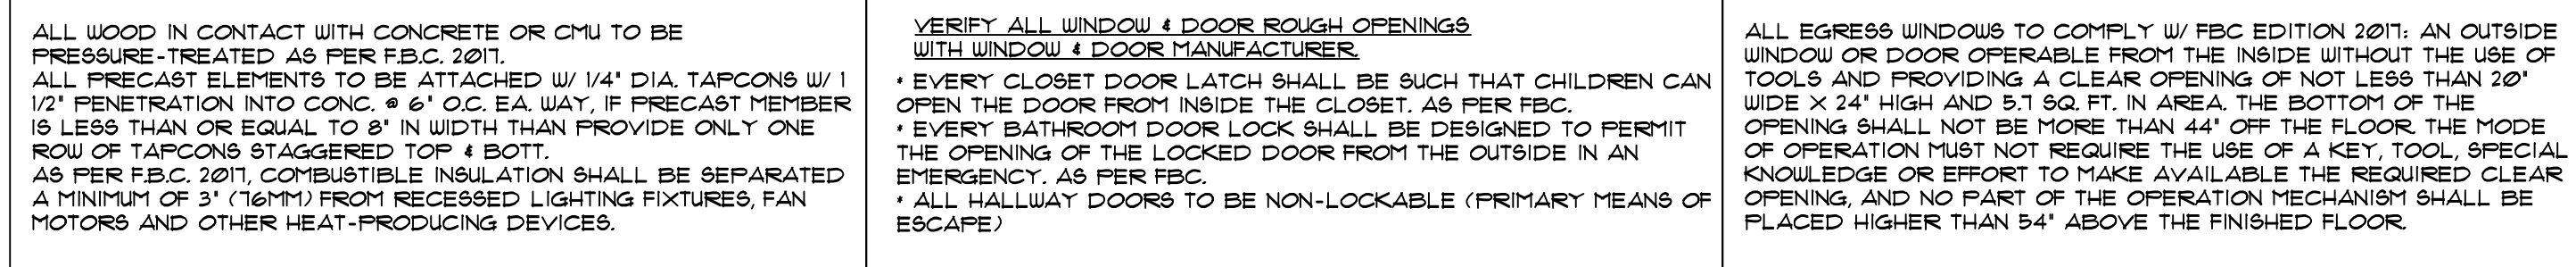 ALL WOOD IN CONTACT WITH CONCRETE OR CMU TO BE
PRESSURE-TREATED AS PER F.B.C. 2017.
ALL PRECAST ELEMENTS TO BE ATTACHED W/ 1/4" DIA. TAPCONS W/ 1
1/2" PENETRATION INTO CONC. @ 6" O.C. EA. WAY, IF PRECAST MEMBER
IS LESS THAN OR EQUAL TO 8" IN WIDTH THAN PROVIDE ONLY ONE
ROW OF TAPCONS STAGGERED TOP & BOTT.
AS PER F.B.C. 2017, COMBUSTIBLE INSULATION SHALL BE SEPARATED
A MINIMUM OF 3" (76MM) FROM RECESSED LIGHTING FIXTURES, FAN
MOTORS AND OTHER HEAT-PRODUCING DEVICES.
VERIFY ALL WINDOW & DOOR ROUGH OPENINGS
WITH WINDOW & DOOR MANUFACTURER.
* EVERY CLOSET DOOR LATCH SHALL BE SUCH THAT CHILDREN CAN
OPEN THE DOOR FROM INSIDE THE CLOSET. AS PER FBC.
* EVERY BATHROOM DOOR LOCK SHALL BE DESIGNED TO PERMIT
THE OPENING OF THE LOCKED DOOR FROM THE OUTSIDE IN AN
EMERGENCY. AS PER FBC.
* ALL HALLWAY DOORS TO BE NON-LOCKABLE (PRIMARY MEANS OF
ESCAPE)
ALL EGRESS WINDOWS TO COMPLY W/ FBC EDITION 2017: AN OUTSIDE
WINDOW OR DOOR OPERABLE FROM THE INSIDE WITHOUT THE USE OF
TOOLS AND PROVIDING A CLEAR OPENING OF NOT LESS THAN 20"
WIDE X 24" HIGH AND 5.7 SQ. FT. IN AREA. THE BOTTOM OF THE
OPENING SHALL NOT BE MORE THAN 44" OFF THE FLOOR. THE MODE
OF OPERATION MUST NOT REQUIRE THE USE OF A KEY, TOOL, SPECIAL
KNOWLEDGE OR EFFORT TO MAKE AVAILABLE THE REQUIRED CLEAR
OPENING, AND NO PART OF THE OPERATION MECHANISM SHALL BE
PLACED HIGHER THAN 54" ABOVE THE FINISHED FLOOR.